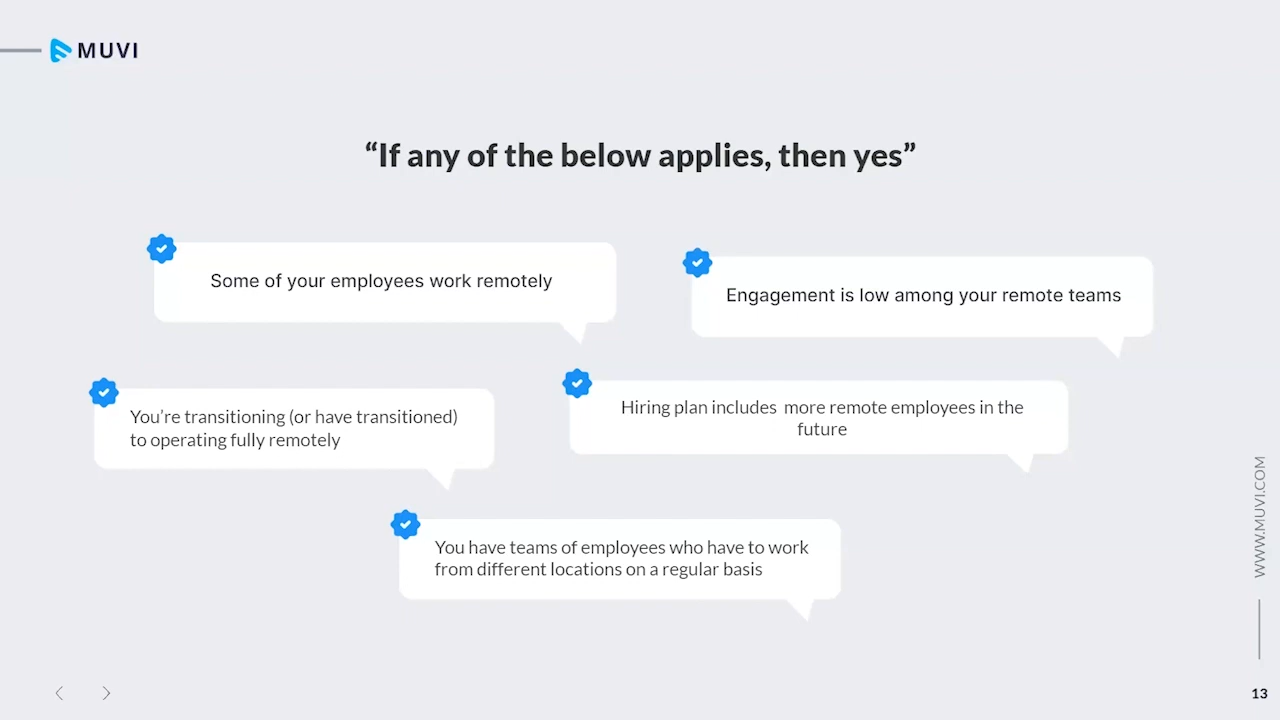 MUVI
“If any of the below applies, then yes”
Some of your employees work remotely
Engagement is low among your remote teams
You’re transitioning (or have transitioned)
to operating fully remotely
Hiring plan includes  more remote employees in the
future
You have teams of employees who have to work
from different locations on a regular basis
WWW.MUVI.COM
13